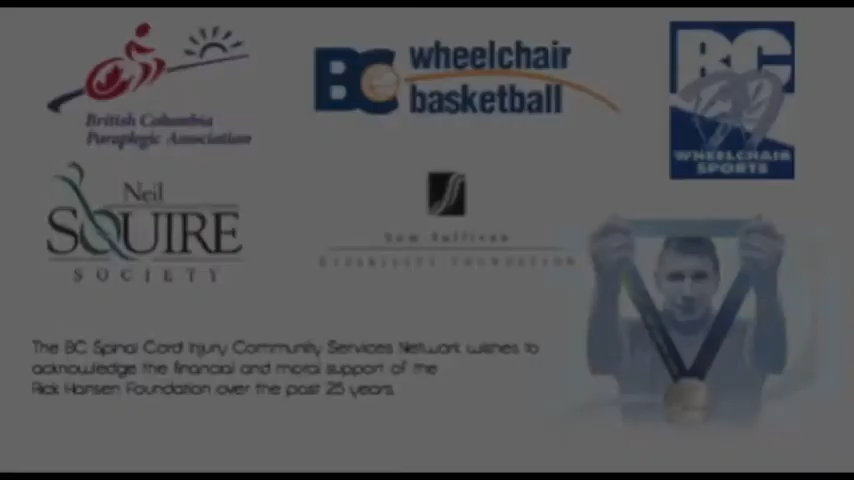 British Columbia
Paraplegic Association
BC wheelchair
basketball
BC
WHEELCHAIR
SPORTS
Neil
SQUIRE
SOCIETY
Sam Sullivan
DISABILITY FOUNDATION
The BC Spinal Cord Injury Community Services Network wishes to
acknowledge the financial and moral support of the
Rick Hansen Foundation over the past 25 years.